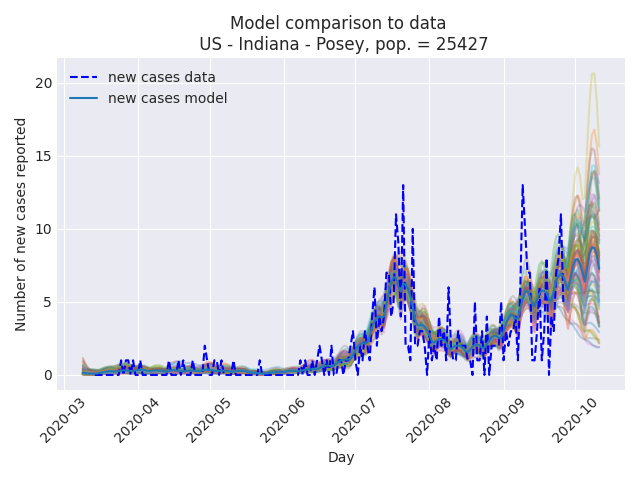 Model comparison to data
US - Indiana - Posey, pop. = 25427
new cases data
new cases model
Number of new cases reported
20
15
10
5
0
2020-03
2020-04
2020-05
2020-06
2020-07
2020-08
2020-09
2020-10
Day